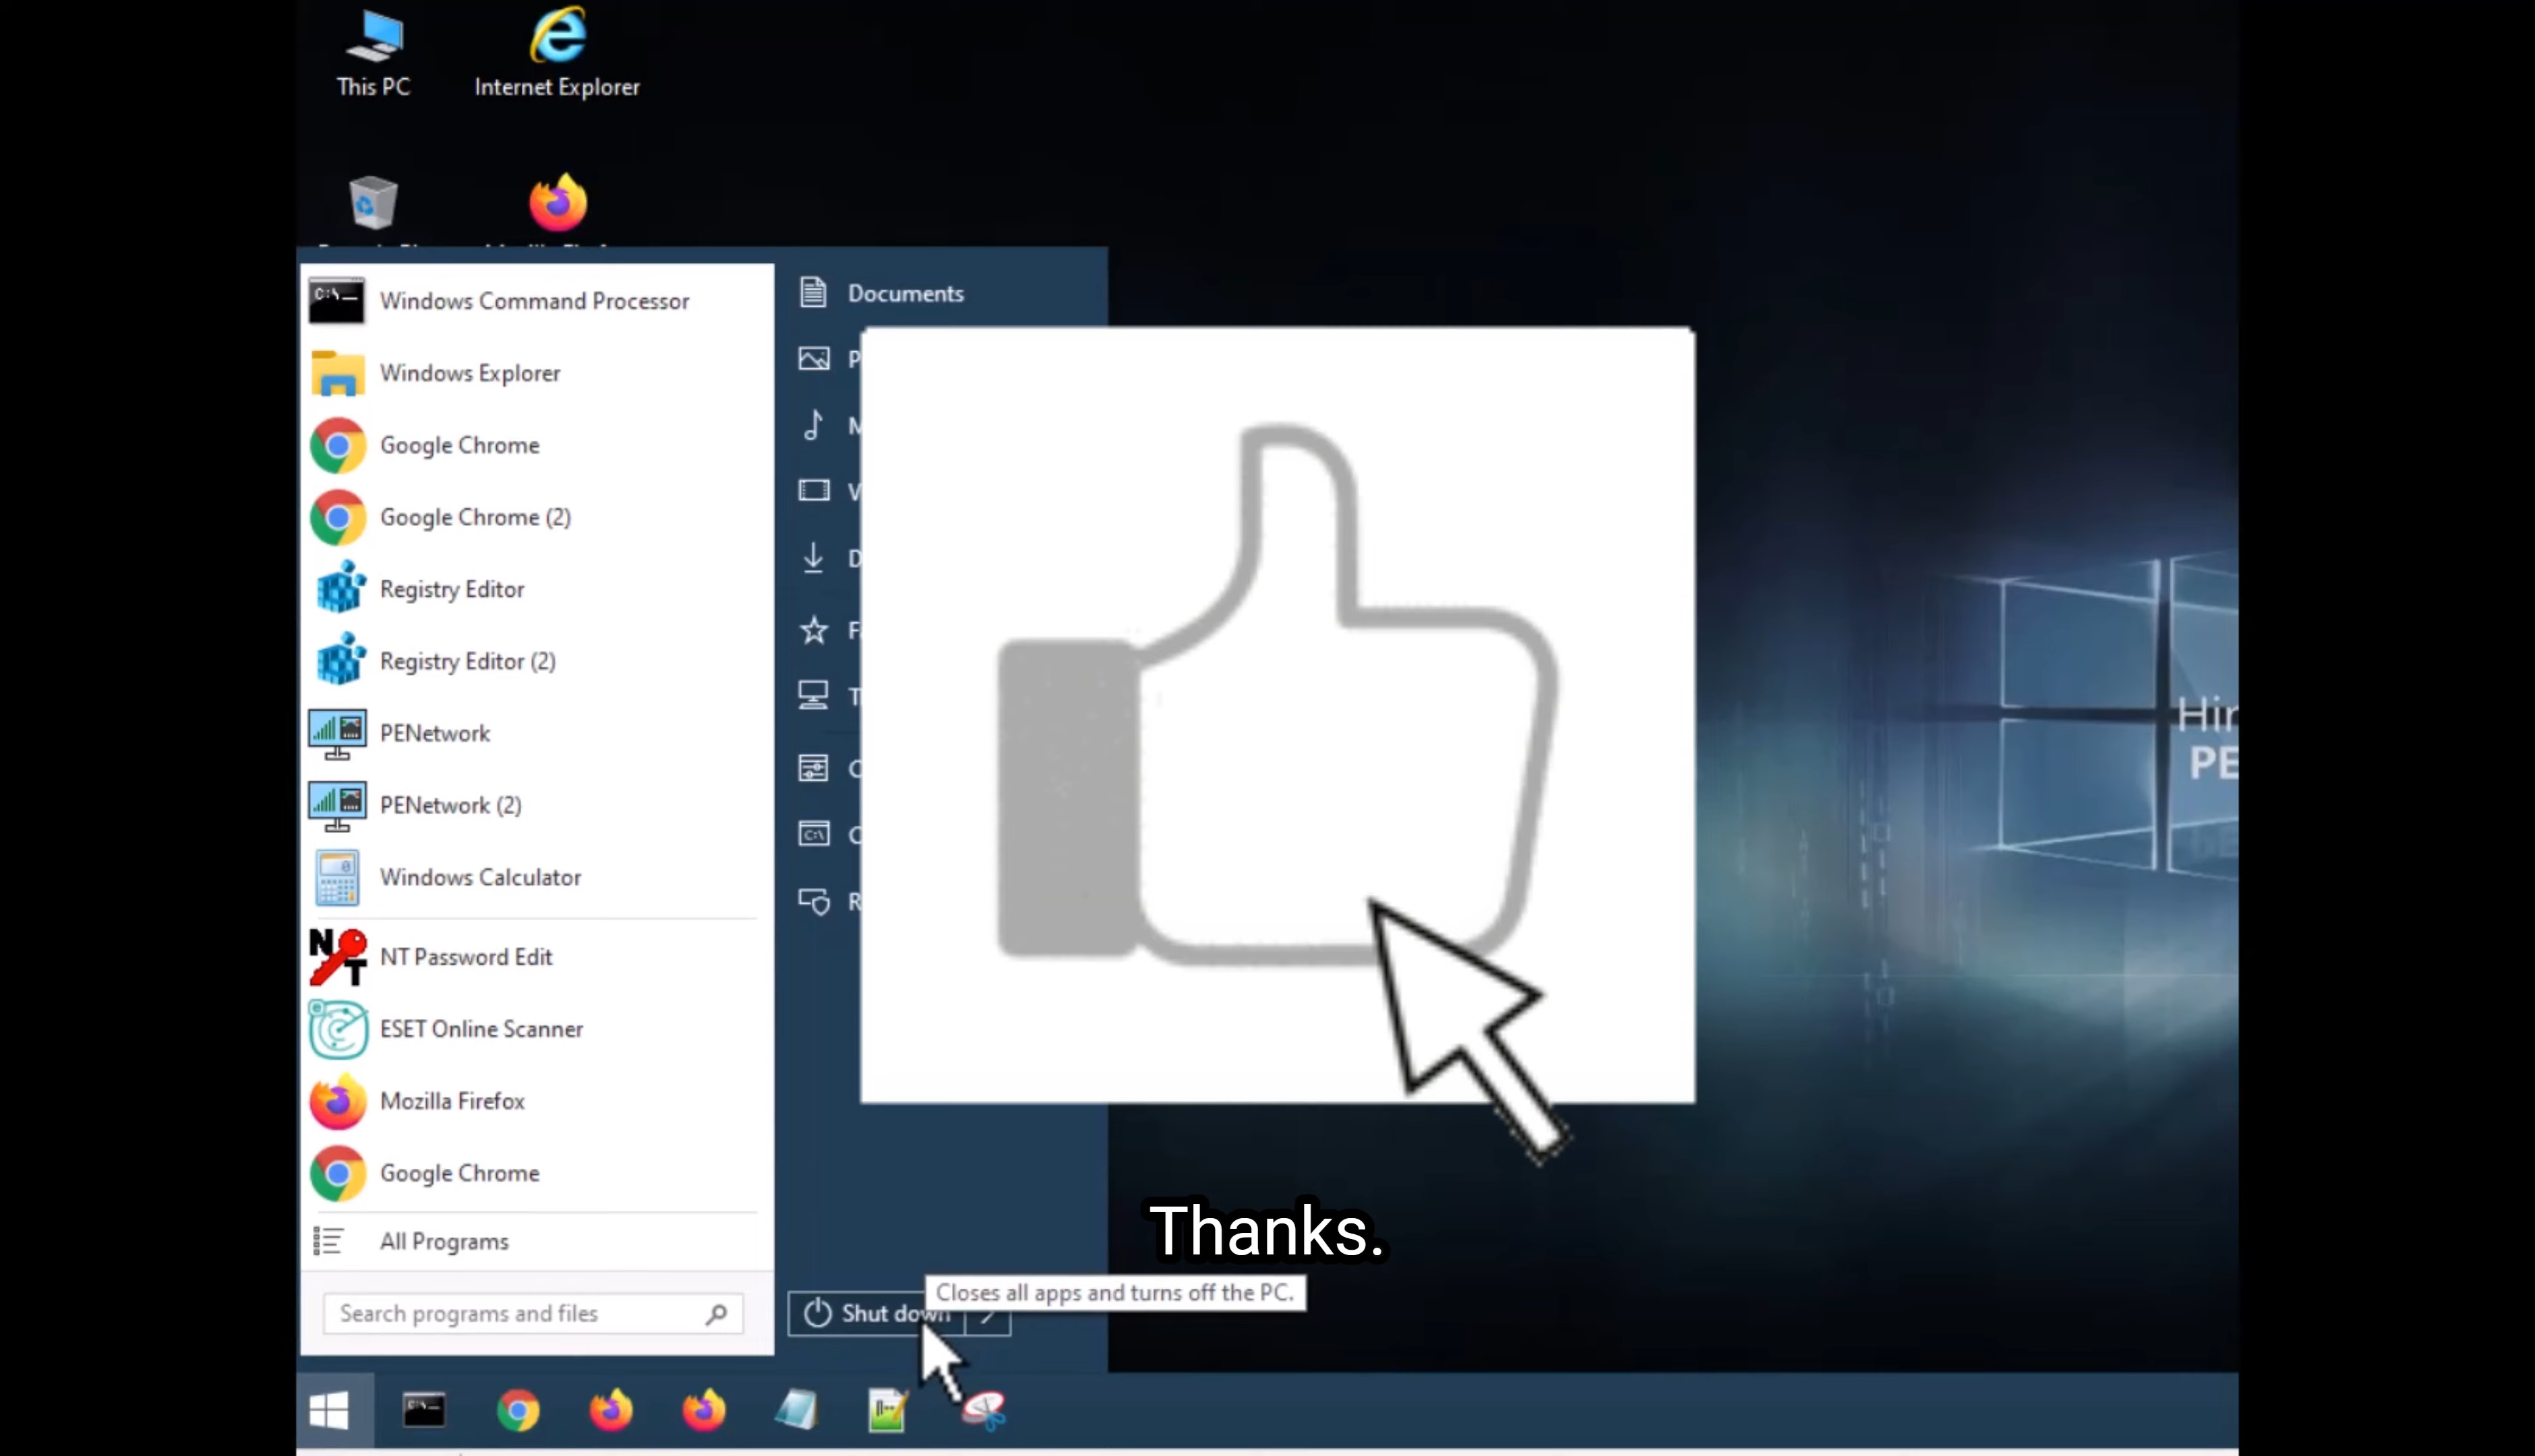 This PC
Internet Explorer
Windows Command Processor
Windows Explorer
Google Chrome
Google Chrome (2)
Registry Editor
Registry Editor (2)
PENetwork
PENetwork (2)
Windows Calculator
NT Password Edit
ESET Online Scanner
Mozilla Firefox
Google Chrome
All Programs
Search programs and files
Documents
Thanks.
Closes all apps and turns off the PC.
Shut down
PE